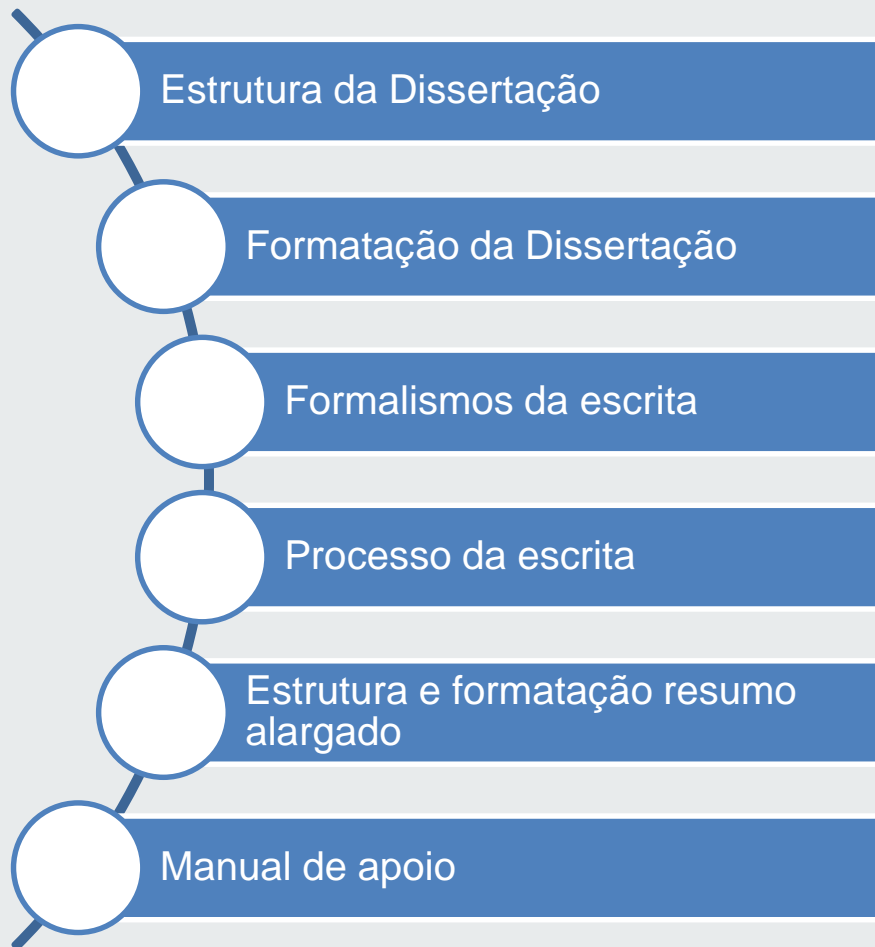 Estrutura da Dissertação
Formatação da Dissertação
Formalismos da escrita
Processo da escrita
Estrutura e formatação resumo
alargado
Manual de apoio